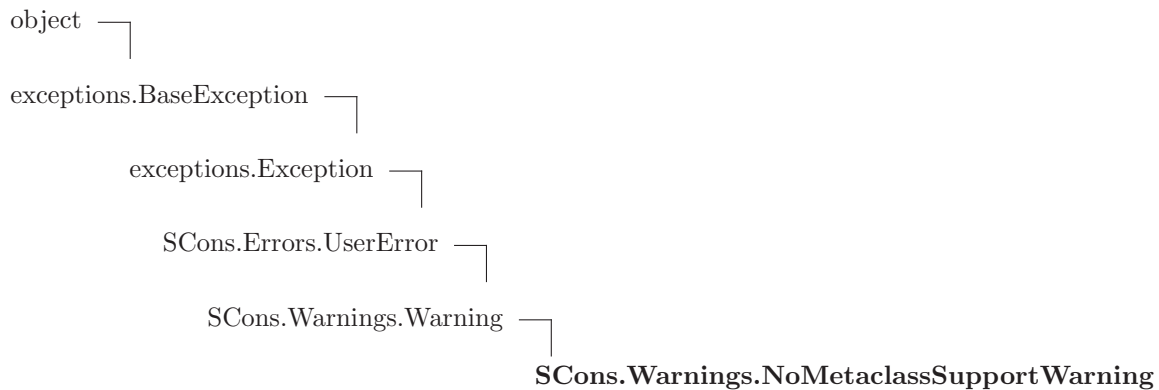 object
exceptions.BaseException
exceptions.Exception
SCons.Errors.UserError
SCons.Warnings.Warning
SCons.Warnings.NoMetaclassSupportWarning